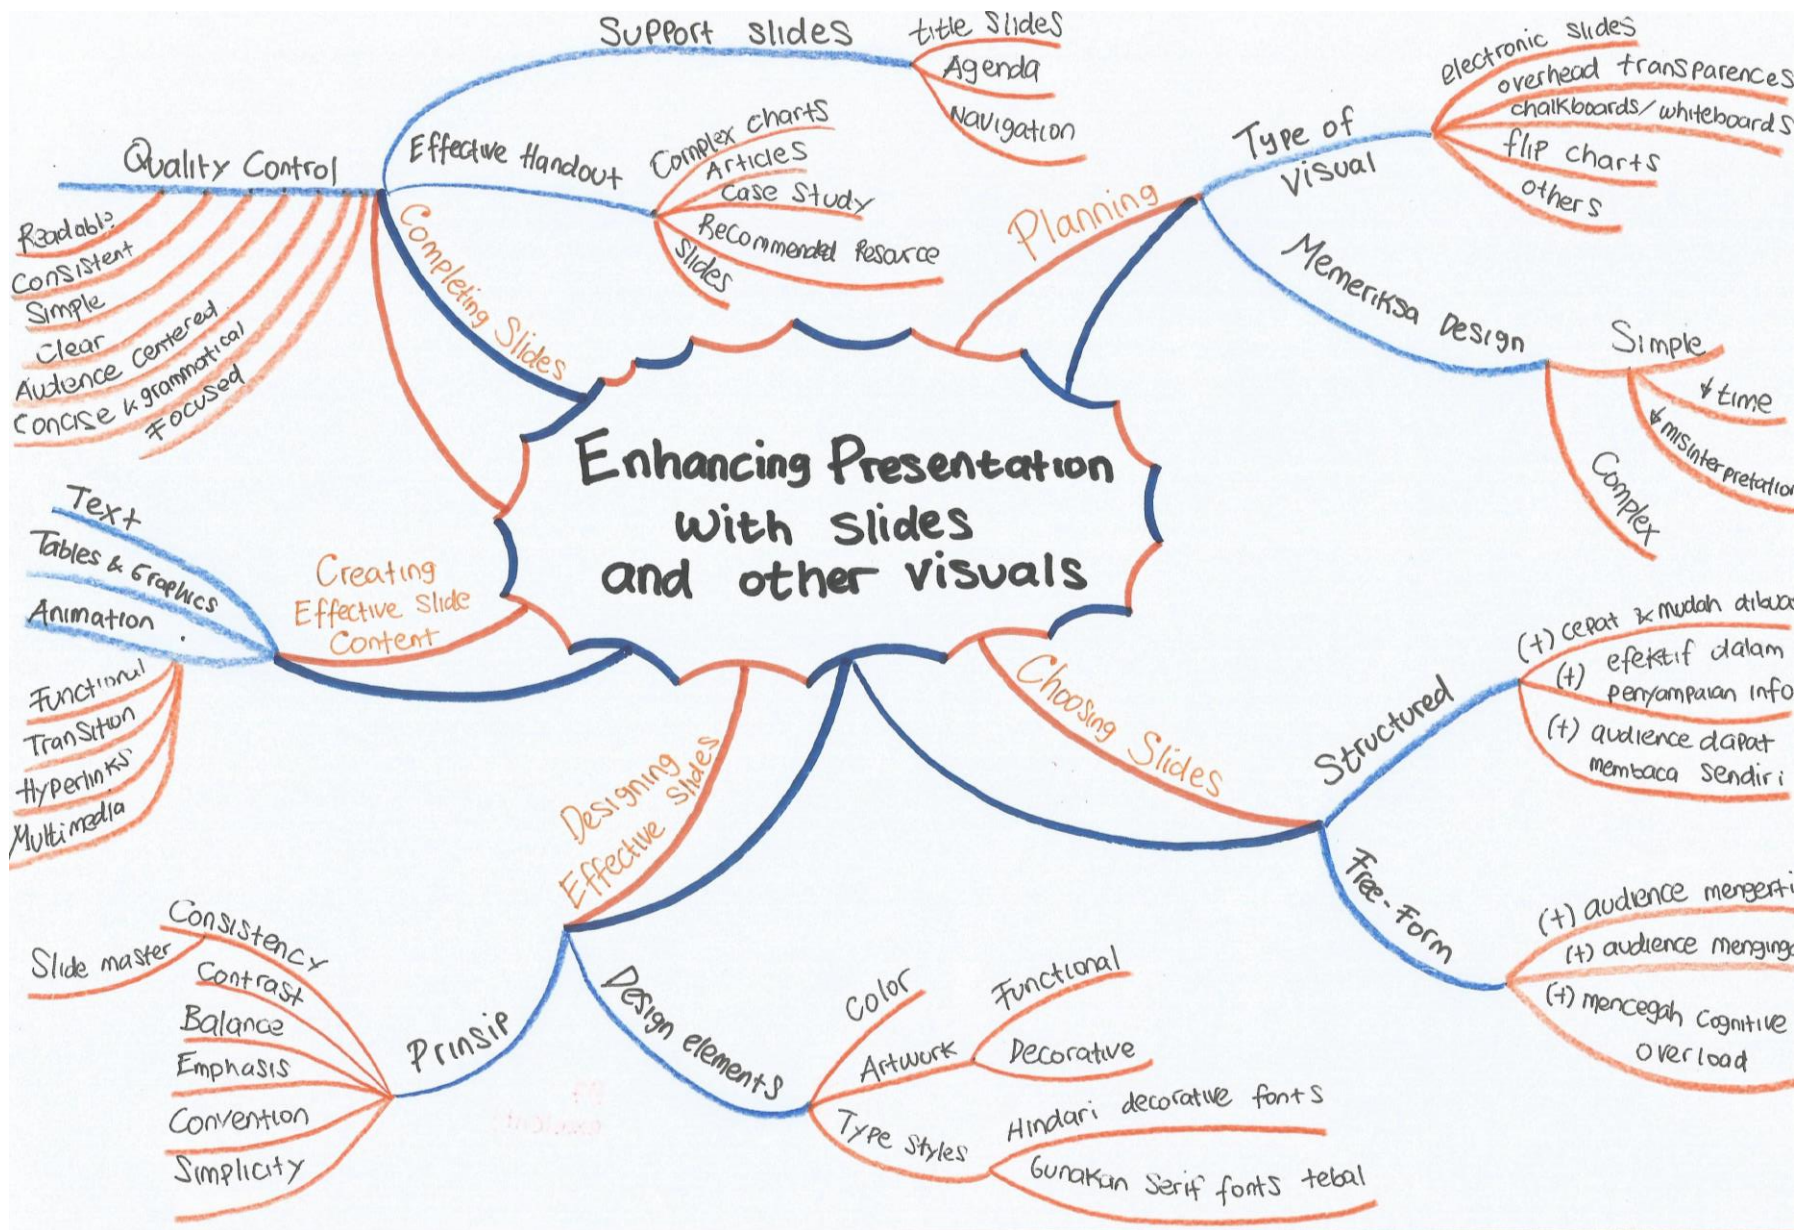 Enhancing Presentation
with slides
and other visuals
Planning
Type of
visual
electronic slides
overhead transparences
chalkboards/whiteboards
flip charts
others
Memeriksa Design
Simple
↓ time
↓ misinterpretation
Complex
Choosing Slides
Structured
(+) cepat & mudah dibuat
(+) efektif dalam
penyampaian info
(+) audience dapat
membaca sendiri
Free-Form
(+) audience mengerti
(+) audience
(+) mencegah cognitive
overload
Designing
Effective Slides
Prinsip
Consistency
Slide master
Contrast
Balance
Emphasis
Convention
Simplicity
Design elements
Color
Artwork
Functional
Decorative
Type styles
Hindari decorative fonts
Gunakan Serif fonts tebal
Creating
Effective Slide
Content
Text
Tables & Graphics
Animation
Functional
Transition
Hyperlinks
Multimedia
Completing Slides
Support slides
title slides
Agenda
Navigation
Effective Handout
Complex charts
Articles
Case Study
Recommended Resource
Slides
Quality Control
Readable
Consistent
Simple
Clear
Audience Centered
Concise & grammatical
Focused